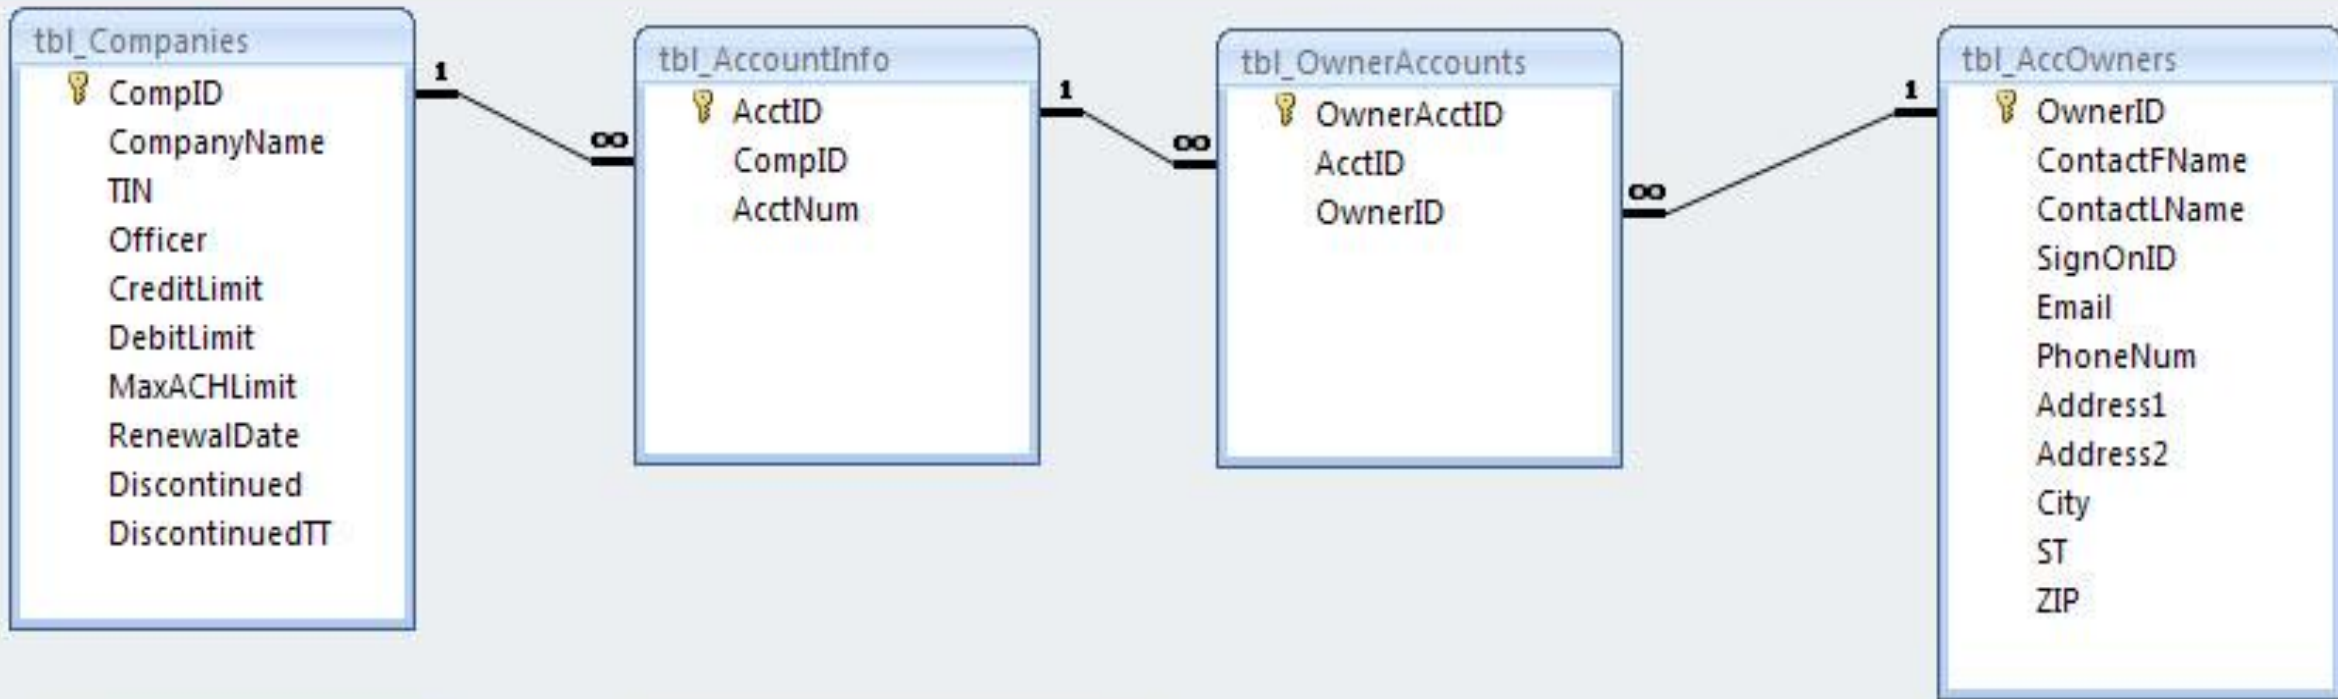 tbl_Companies
CompID
CompanyName
TIN
Officer
CreditLimit
DebitLimit
MaxACHLimit
RenewalDate
Discontinued
DiscontinuedTT
1
∞
tbl_AccountInfo
AcctID
CompID
AcctNum
1
∞
tbl_OwnerAccounts
OwnerAcctID
AcctID
OwnerID
∞
1
tbl_AccOwners
OwnerID
ContactFName
ContactLName
SignOnID
Email
PhoneNum
Address1
Address2
City
ST
ZIP